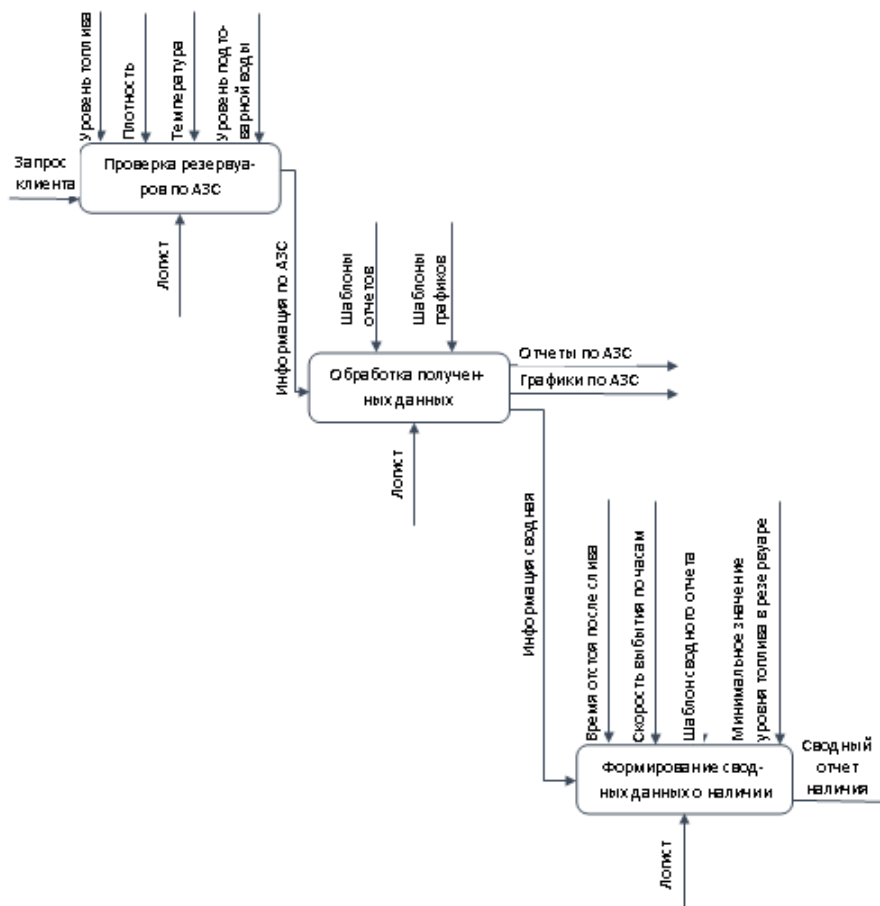 Уровень топлива
Плотность
Температура
Уровень подто-
варной воды
Запрос
клиента
Проверка резервуа-
ров по АЗС
Логист
Информация по АЗС
Шаблоны
отчетов
Шаблоны
графиков
Обработка получен-
ных данных
Отчеты по АЗС
Графики по АЗС
Логист
Информация сводная
Время отстоя после слива
Скорость выбытия по часам
Шаблон сводного отчета
Минимальное значение
уровня топлива в резервуаре
Формирование свод-
ных данных о наличии
Сводный
отчет
наличия
Логист